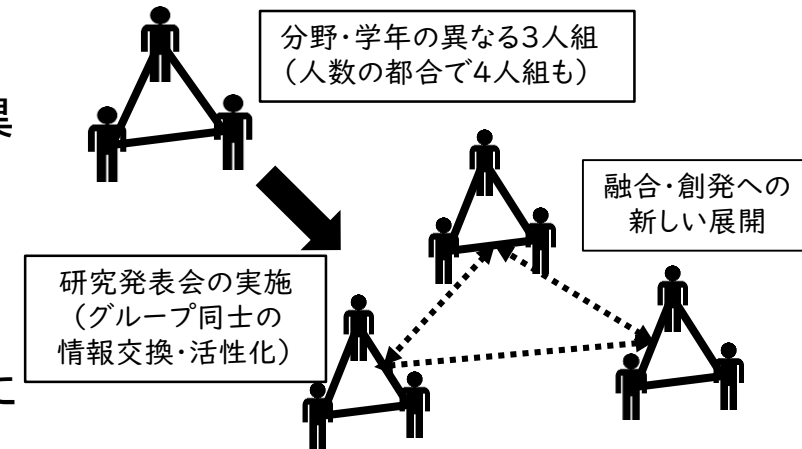 分野・学年の異なる3人組
（人数の都合で4人組も）
融合・創発への
新しい展開
研究発表会の実施
（グループ同士の
情報交換・活性化）
に